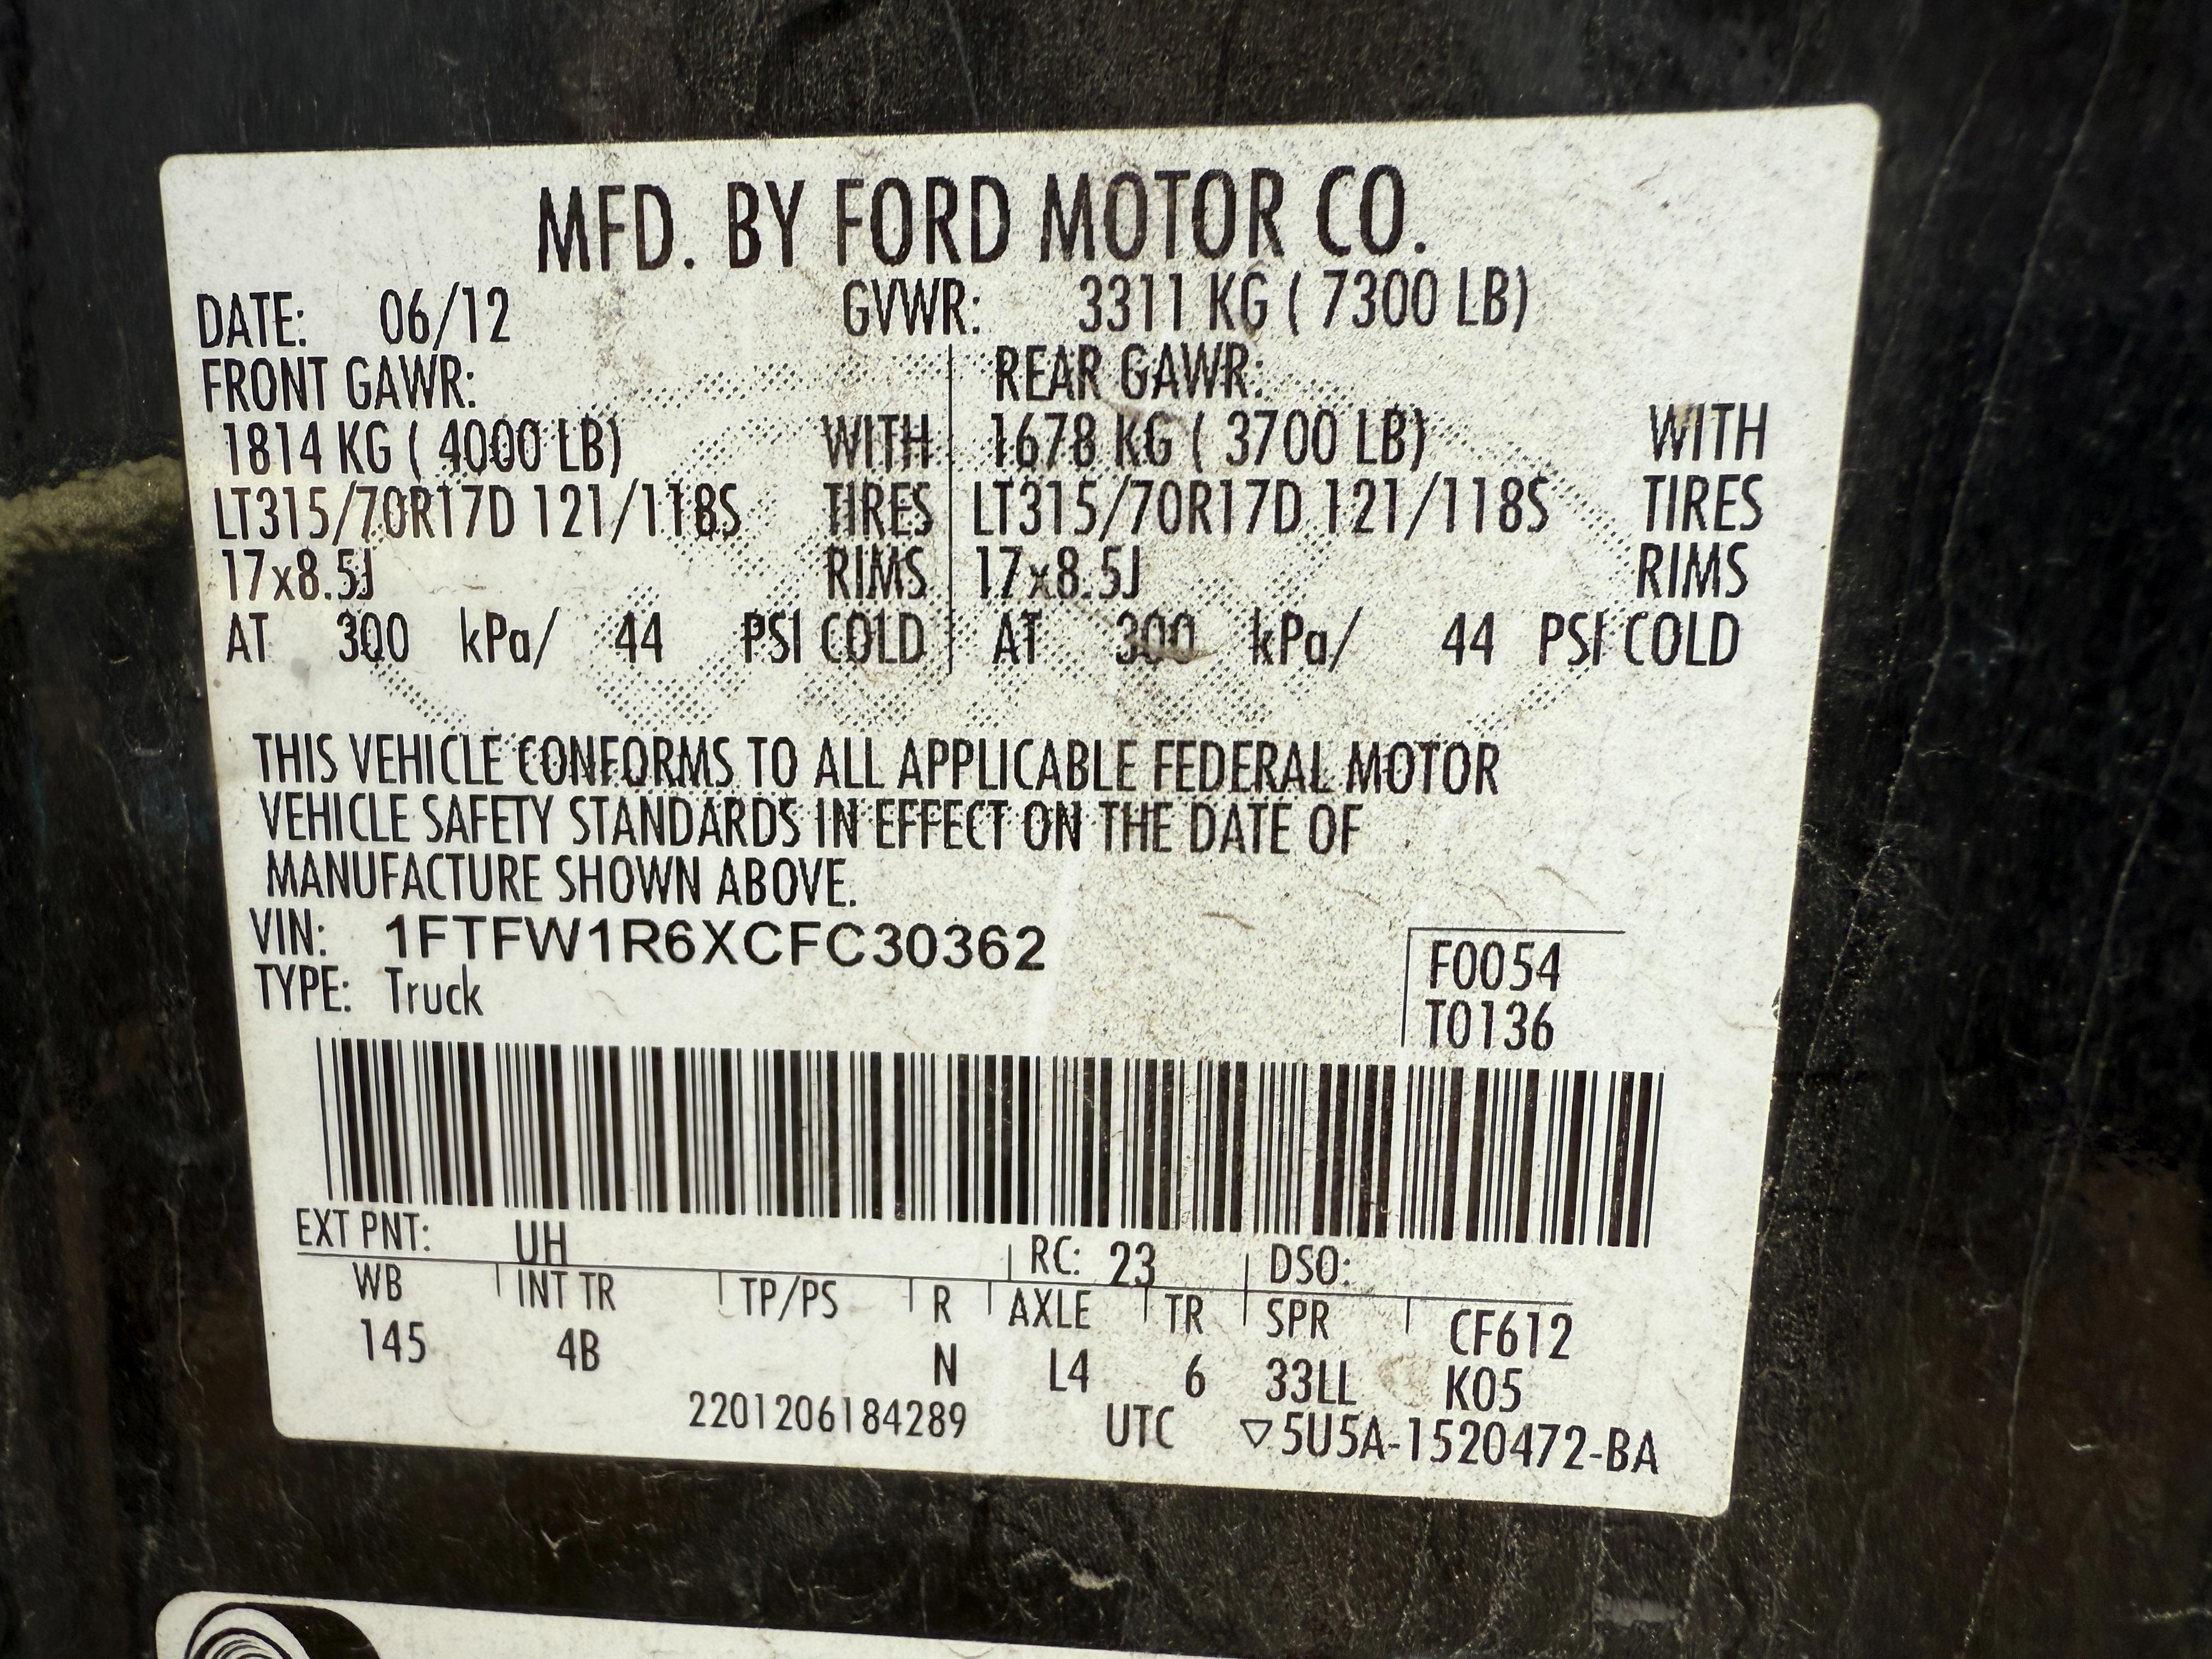 MFD. BY FORD MOTOR CO.
DATE: 06/12 GVWR: 3311 KG ( 7300 LB)
FRONT GAWR: REAR GAWR:
1814 KG ( 4000 LB) WITH 1678 KG ( 3700 LB) WITH
LT315/70R17D 121/118S TIRES LT315/70R17D 121/118S TIRES
17x8.5J RIMS 17x8.5J RIMS
AT 300 kPa/ 44 PSI COLD AT 300 kPa/ 44 PSI COLD
THIS VEHICLE CONFORMS TO ALL APPLICABLE FEDERAL MOTOR
VEHICLE SAFETY STANDARDS IN EFFECT ON THE DATE OF
MANUFACTURE SHOWN ABOVE.
VIN: 1FTFW1R6XCFC30362
TYPE: Truck
F0054
T0136
EXT PNT: UH RC: 23 DSO:
WB INT TR TP/PS R AXLE TR SPR CF612
145 4B N L4 6 33LL K05
2201206184289 UTC ▽5U5A-1520472-BA